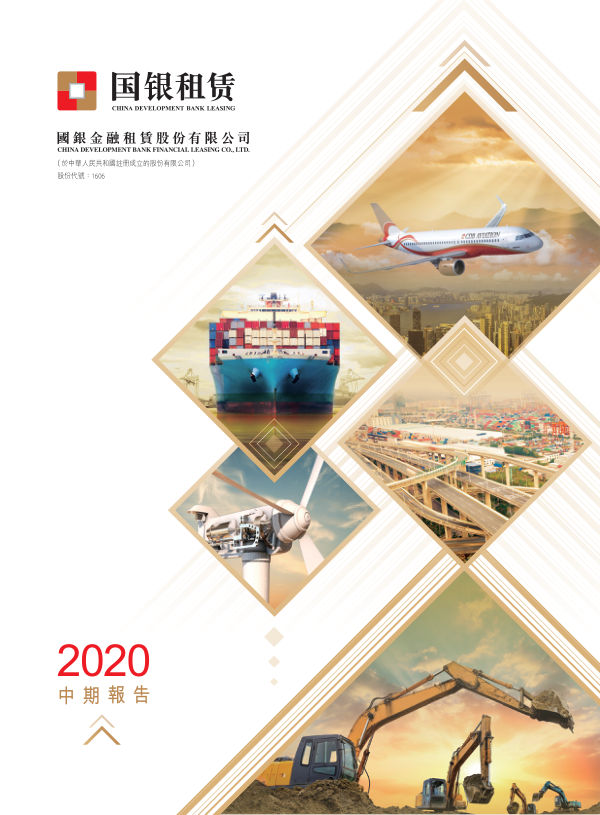 国银租赁
CHINA DEVELOPMENT BANK LEASING
國銀金融租賃股份有限公司
CHINA DEVELOPMENT BANK FINANCIAL LEASING CO., LTD.
(於中華人民共和國註冊成立的股份有限公司)
股份代號：1606
CDB AVIATION
2020
中期報告